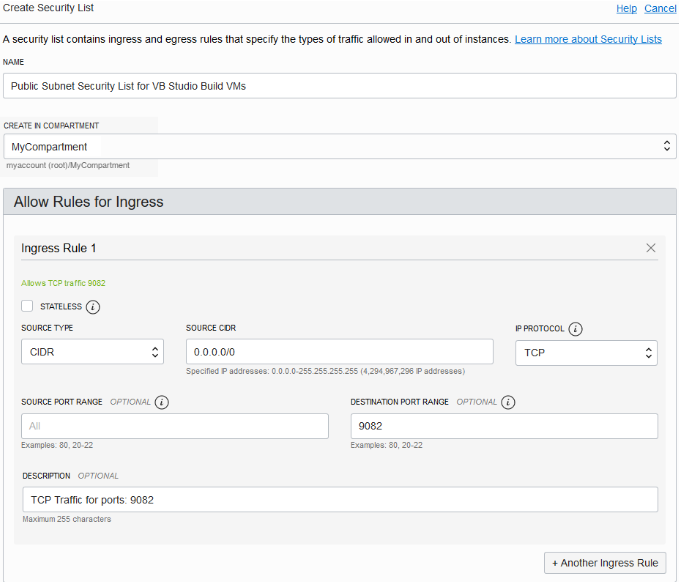 Create Security List
Help Cancel
A security list contains ingress and egress rules that specify the types of traffic allowed in and out of instances. Learn more about Security Lists
NAME
Public Subnet Security List for VB Studio Build VMs
CREATE IN COMPARTMENT
MyCompartment
myaccount (root)/MyCompartment
Allow Rules for Ingress
Ingress Rule 1
Allows TCP traffic 9082
STATELESS i
SOURCE TYPE
SOURCE CIDR
IP PROTOCOL i
CIDR
0.0.0.0/0
TCP
Specified IP addresses: 0.0.0.0-255.255.255.255 (4,294,967,296 IP addresses)
SOURCE PORT RANGE OPTIONAL i
DESTINATION PORT RANGE OPTIONAL i
All
9082
Examples: 80, 20-22
Examples: 80, 20-22
DESCRIPTION OPTIONAL
TCP Traffic for ports: 9082
Maximum 255 characters
+ Another Ingress Rule